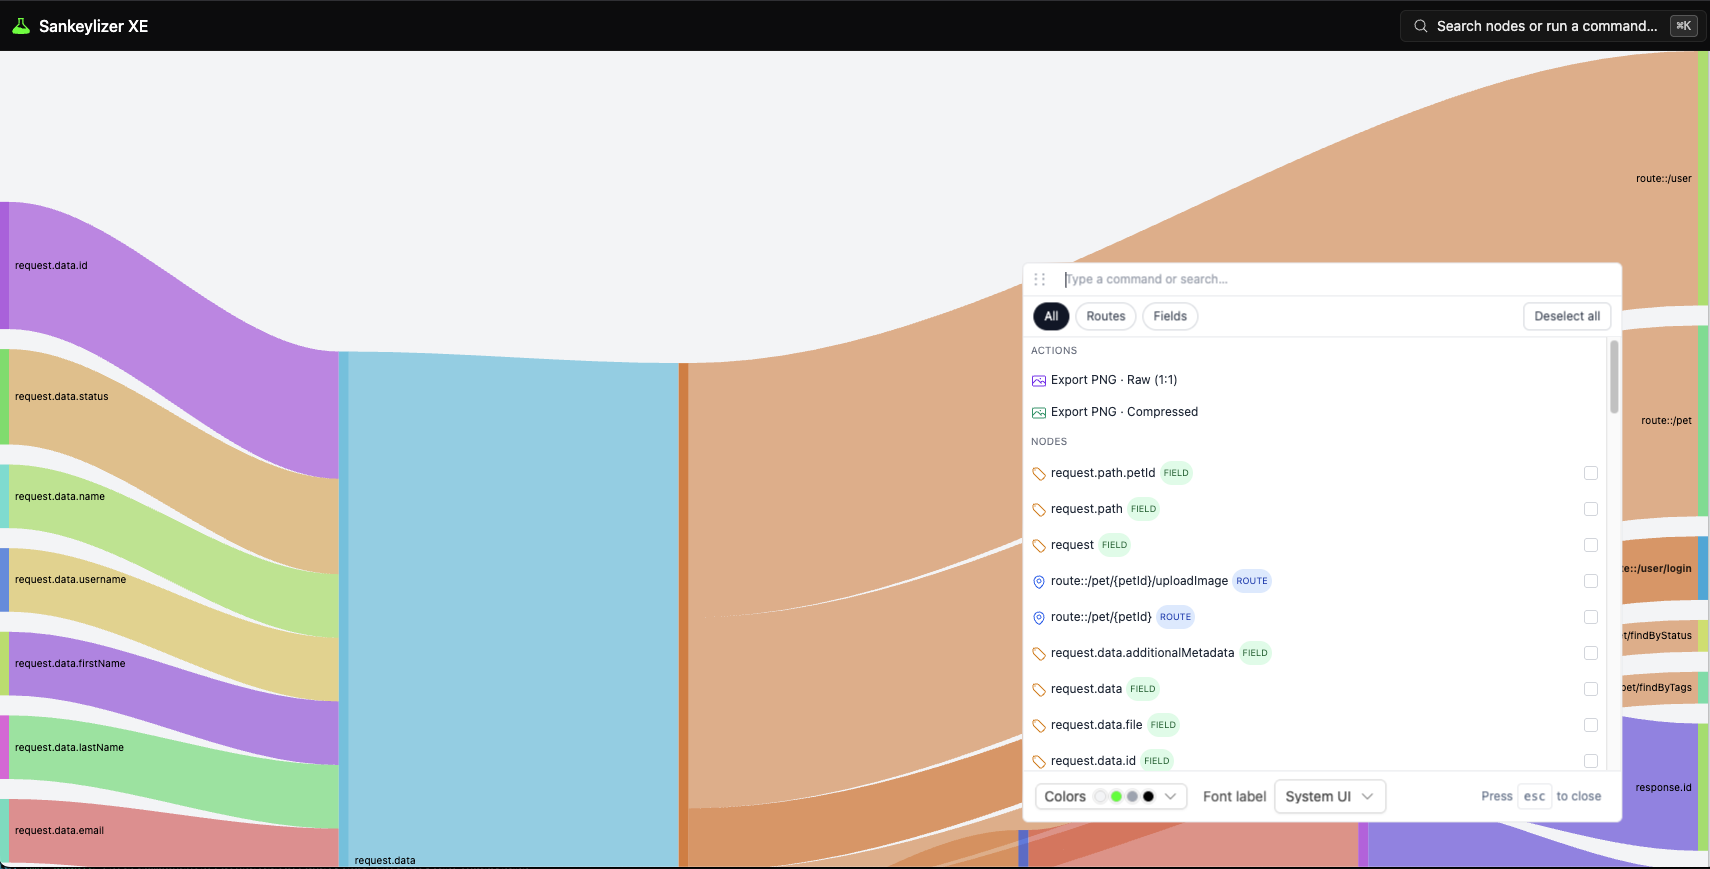 Sankeylizer XE
Search nodes or run a command... ⌘K
route::/user
request.data.id
Type a command or search...
All Routes Fields Deselect all
ACTIONS
Export PNG · Raw (1:1)
request.data.status
Export PNG · Compressed
route::/pet
NODES
request.path.petId FIELD
request.data.name
request.path FIELD
request FIELD
te::/user/login
request.data.username
route::/pet/{petId}/uploadImage ROUTE
route::/pet/{petId} ROUTE
et/findByStatus
request.data.additionalMetadata FIELD
request.data.firstName
request.data FIELD
pet/findByTags
request.data.file FIELD
request.data.lastName
request.data.id FIELD
response.id
Colors Font label System UI Press esc to close
request.data.email
request.data